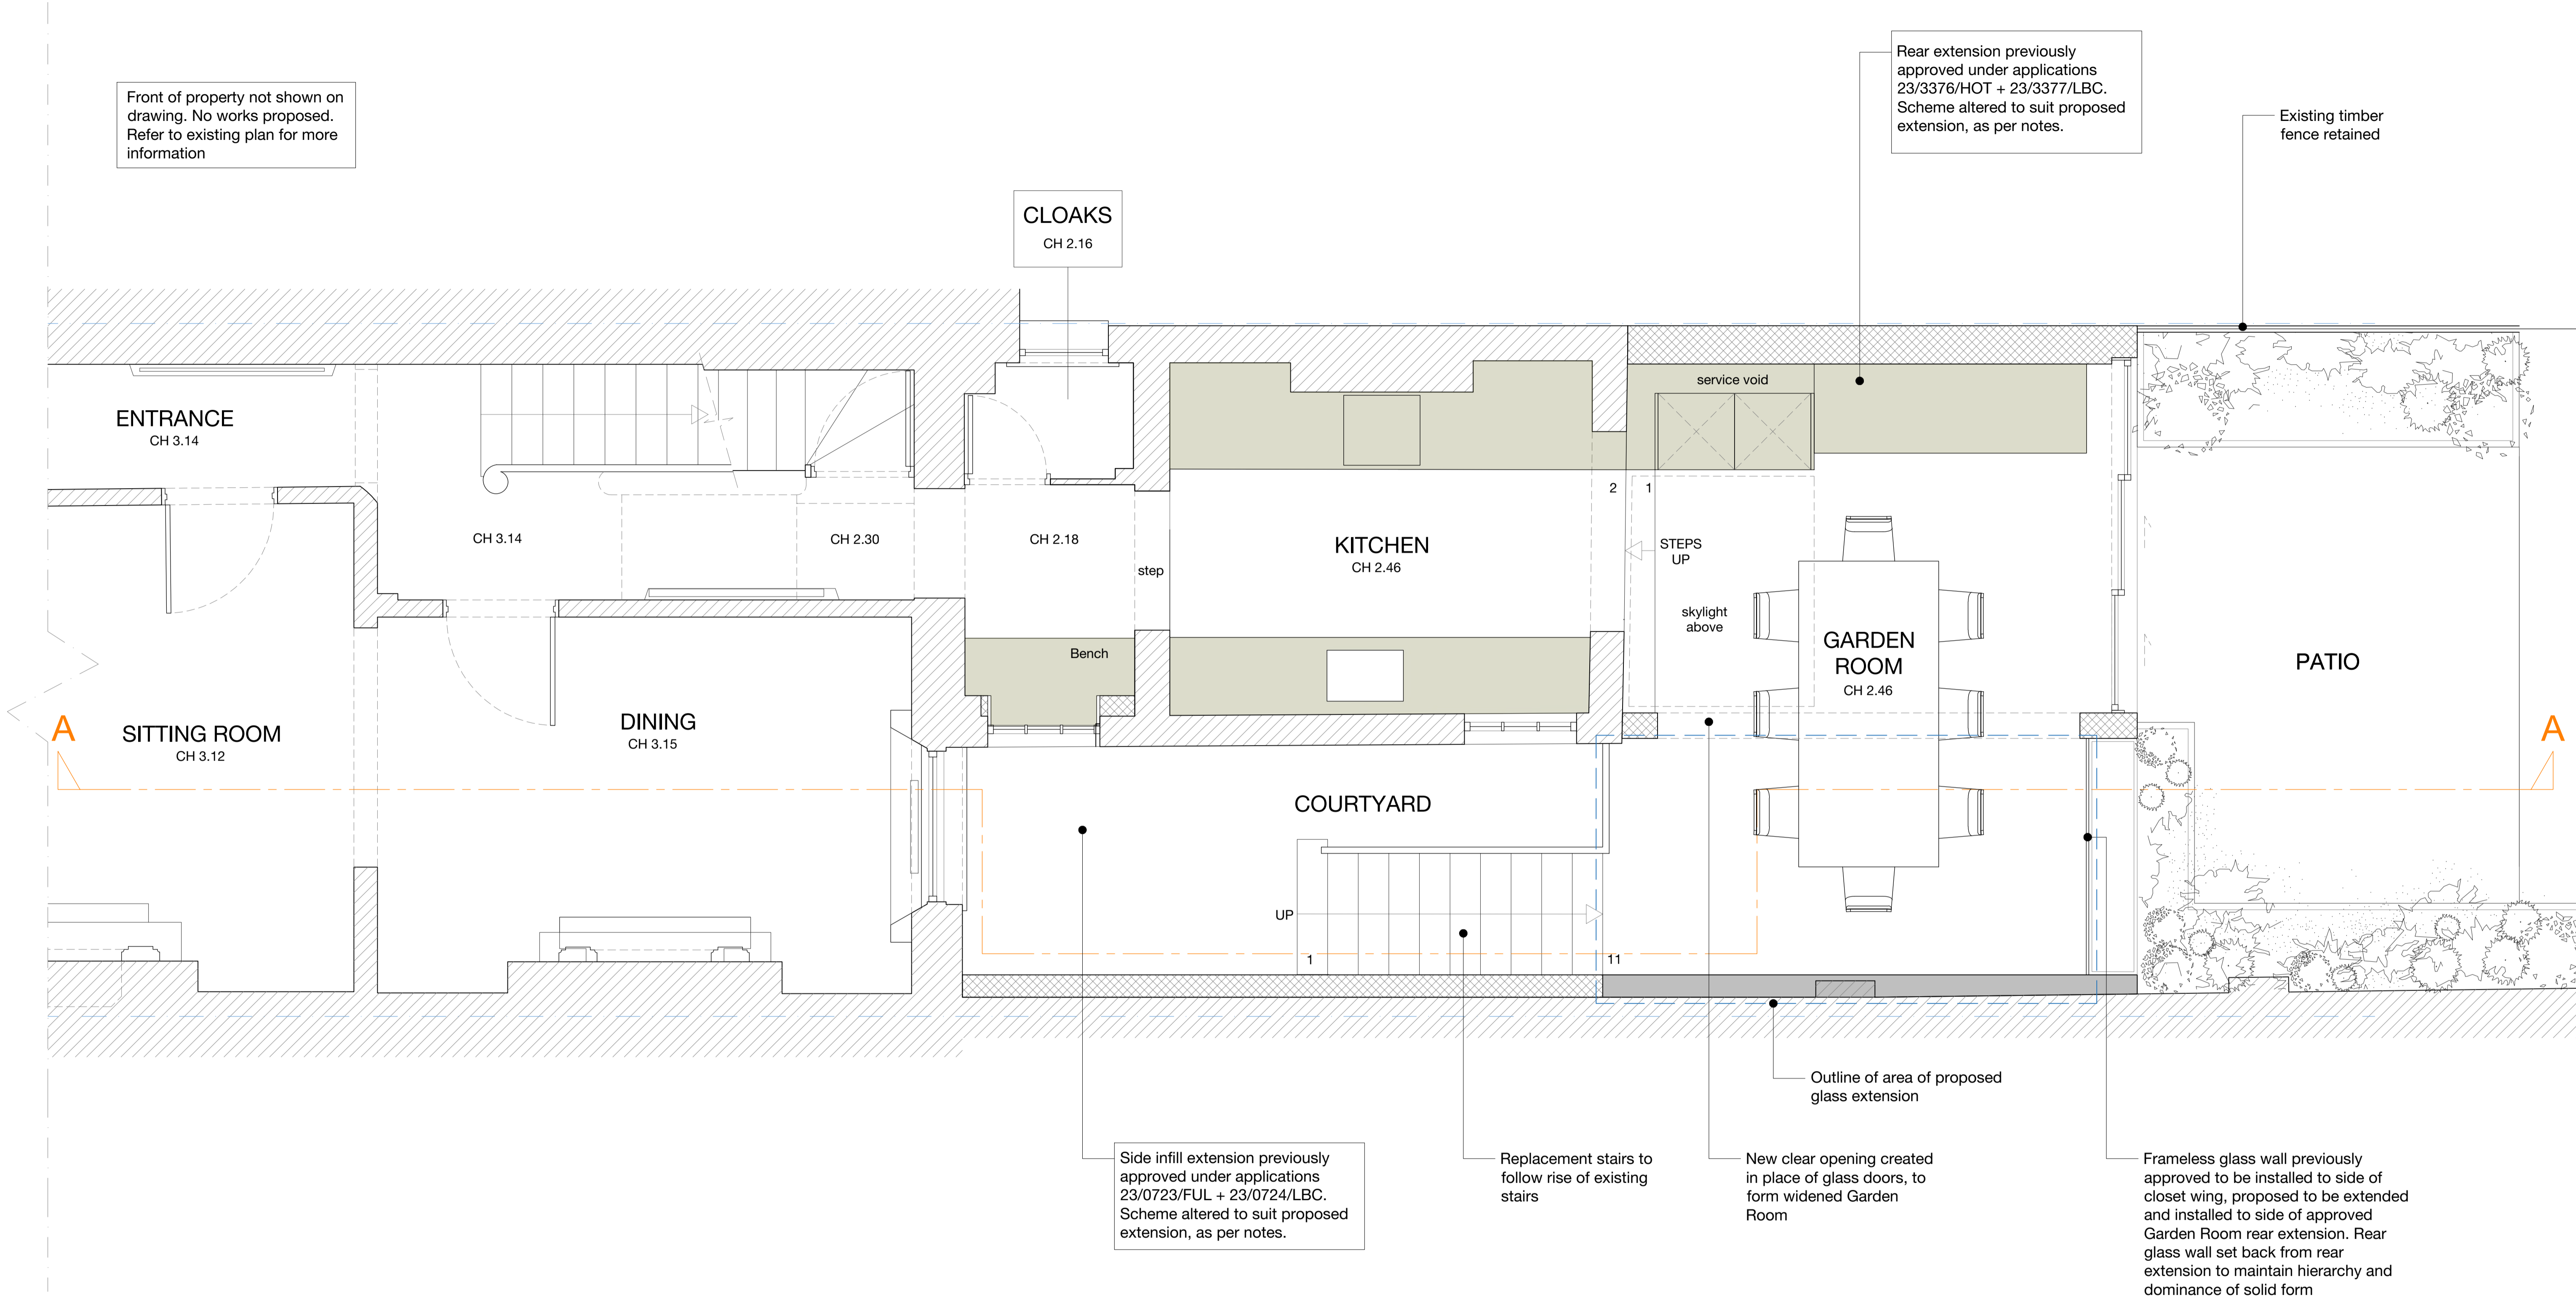 Front of property not shown on
drawing. No works proposed.
Refer to existing plan for more
information
Rear extension previously
approved under applications
23/3376/HOT + 23/3377/LBC.
Scheme altered to suit proposed
extension, as per notes.
Existing timber
fence retained
CLOAKS
CH 2.16
service void
ENTRANCE
CH 3.14
2
1
CH 3.14
CH 2.30
CH 2.18
KITCHEN
CH 2.46
STEPS
UP
step
skylight
above
GARDEN
ROOM
CH 2.46
Bench
PATIO
A
SITTING ROOM
CH 3.12
DINING
CH 3.15
A
COURTYARD
UP
1
11
Outline of area of proposed
glass extension
Side infill extension previously
approved under applications
23/0723/FUL + 23/0724/LBC.
Scheme altered to suit proposed
extension, as per notes.
Replacement stairs to
follow rise of existing
stairs
New clear opening created
in place of glass doors, to
form widened Garden
Room
Frameless glass wall previously
approved to be installed to side of
closet wing, proposed to be extended
and installed to side of approved
Garden Room rear extension. Rear
glass wall set back from rear
extension to maintain hierarchy and
dominance of solid form